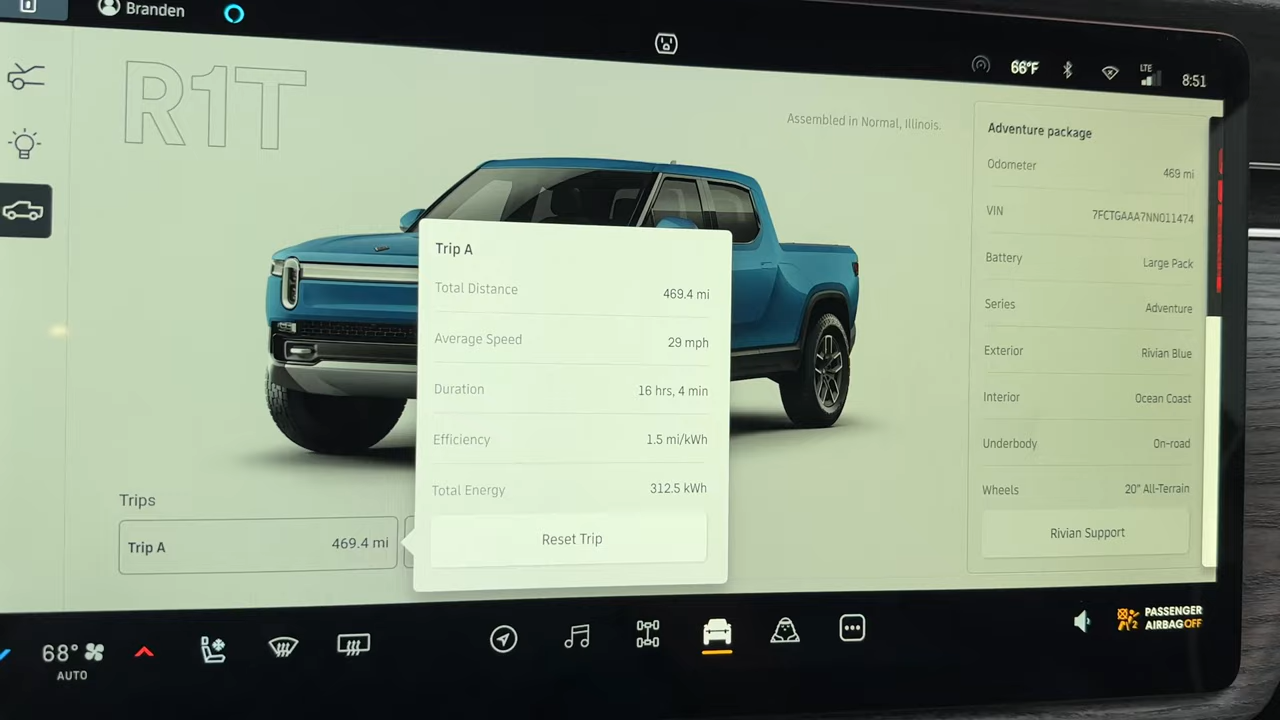 Branden
66°F
LTE
8:51
R1T
Assembled in Normal, Illinois.
Adventure package
Odometer 469 mi
VIN 7FCTGAAA7NN011474
Battery Large Pack
Series Adventure
Exterior Rivian Blue
Interior Ocean Coast
Underbody On-road
Wheels 20" All-Terrain
Rivian Support
Trip A
Total Distance 469.4 mi
Average Speed 29 mph
Duration 16 hrs, 4 min
Efficiency 1.5 mi/kWh
Total Energy 312.5 kWh
Reset Trip
Trips
Trip A 469.4 mi
68°
AUTO
PASSENGER
AIRBAG OFF